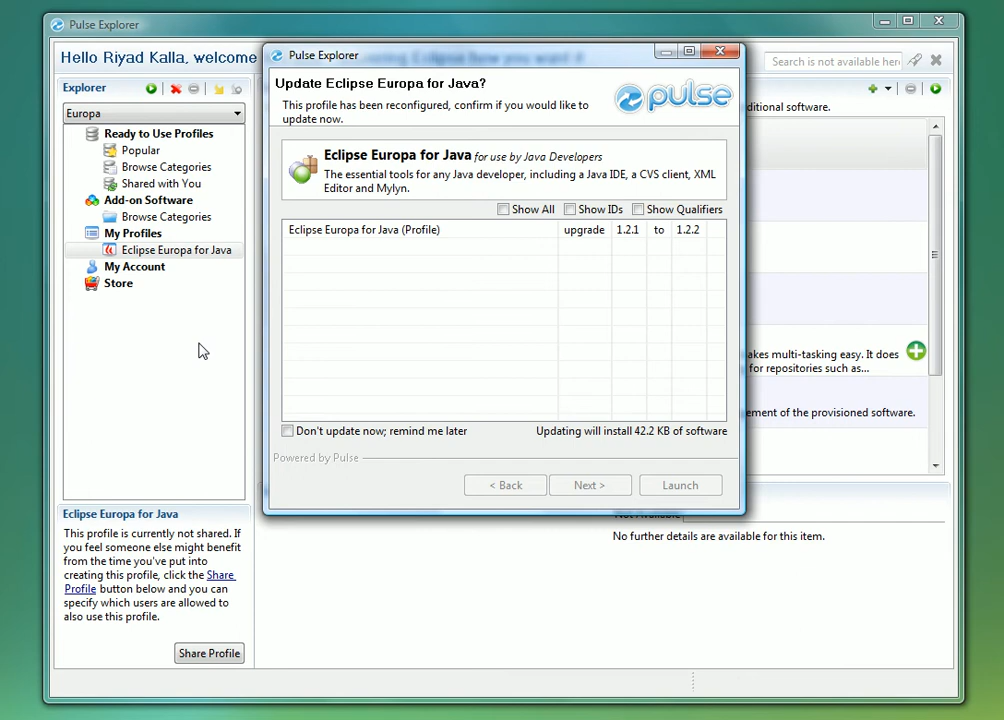 Pulse Explorer
Hello Riyad Kalla, welcome
Search is not available her
Explorer
Europa
Ready to Use Profiles
Popular
Browse Categories
Shared with You
Add-on Software
Browse Categories
My Profiles
Eclipse Europa for Java
My Account
Store
Eclipse Europa for Java
This profile is currently not shared. If
you feel someone else might benefit
from the time you've put into
creating this profile, click the Share
Profile button below and you can
specify which users are allowed to
also use this profile.
Share Profile
Pulse Explorer
Update Eclipse Europa for Java?
This profile has been reconfigured, confirm if you would like to
update now.
pulse
Eclipse Europa for Java for use by Java Developers
The essential tools for any Java developer, including a Java IDE, a CVS client, XML
Editor and Mylyn.
Show All Show IDs Show Qualifiers
Eclipse Europa for Java (Profile) upgrade 1.2.1 to 1.2.2
Don't update now; remind me later Updating will install 42.2 KB of software
Powered by Pulse
< Back Next > Launch
ditional software.
akes multi-tasking easy. It does
for repositories such as...
ement of the provisioned software.
No further details are available for this item.